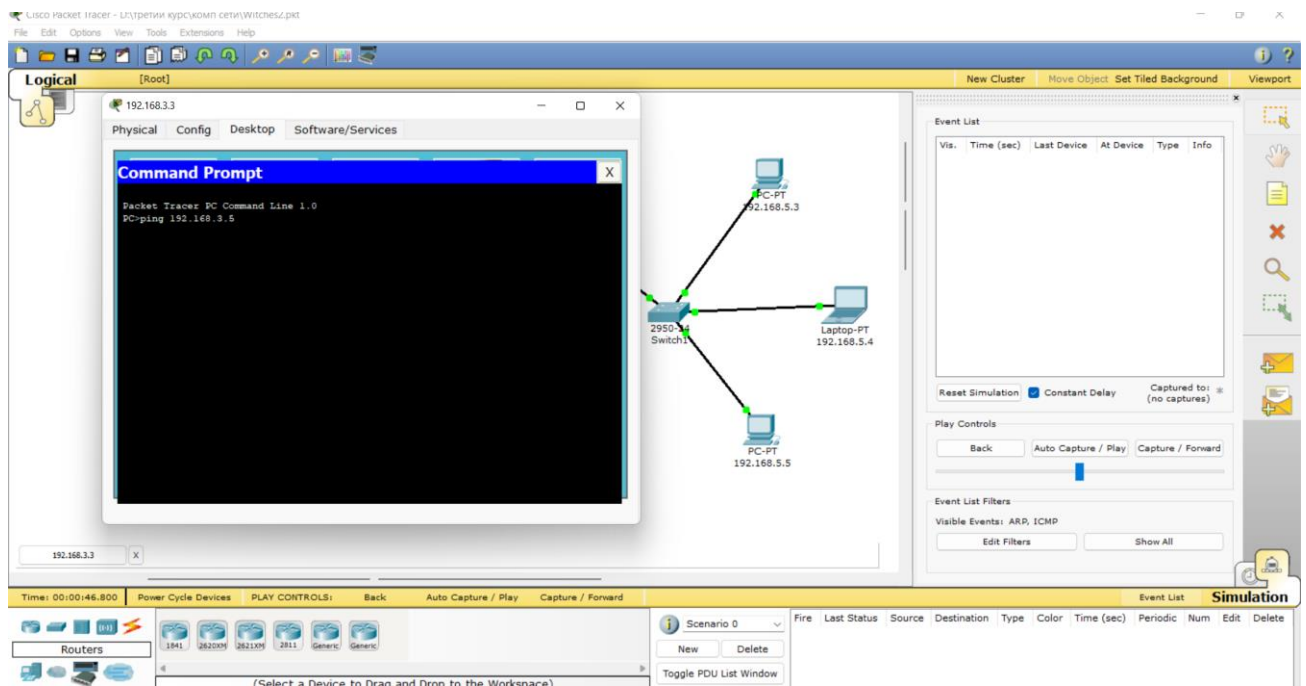 Cisco Packet Tracer - D:\третий курс\комп сети\Witches2.pkt
File Edit Options View Tools Extensions Help
Logical [Root] New Cluster Move Object Set Tiled Background Viewport
192.168.3.3
Physical Config Desktop Software/Services
Command Prompt X
Packet Tracer PC Command Line 1.0
PC>ping 192.168.3.5
PC-PT
192.168.5.3
2950-24
Switch1
Laptop-PT
192.168.5.4
PC-PT
192.168.5.5
Event List
Vis. Time (sec) Last Device At Device Type Info
Reset Simulation Constant Delay Captured to: *
(no captures)
Play Controls
Back Auto Capture / Play Capture / Forward
Event List Filters
Visible Events: ARP, ICMP
Edit Filters Show All
192.168.3.3 X
Time: 00:00:46.800 Power Cycle Devices PLAY CONTROLS: Back Auto Capture / Play Capture / Forward Event List Simulation
Routers
1841 2620XM 2621XM 2811 Generic Generic
(Select a Device to Drag and Drop to the Workspace)
Scenario 0
New Delete
Toggle PDU List Window
Fire Last Status Source Destination Type Color Time (sec) Periodic Num Edit Delete